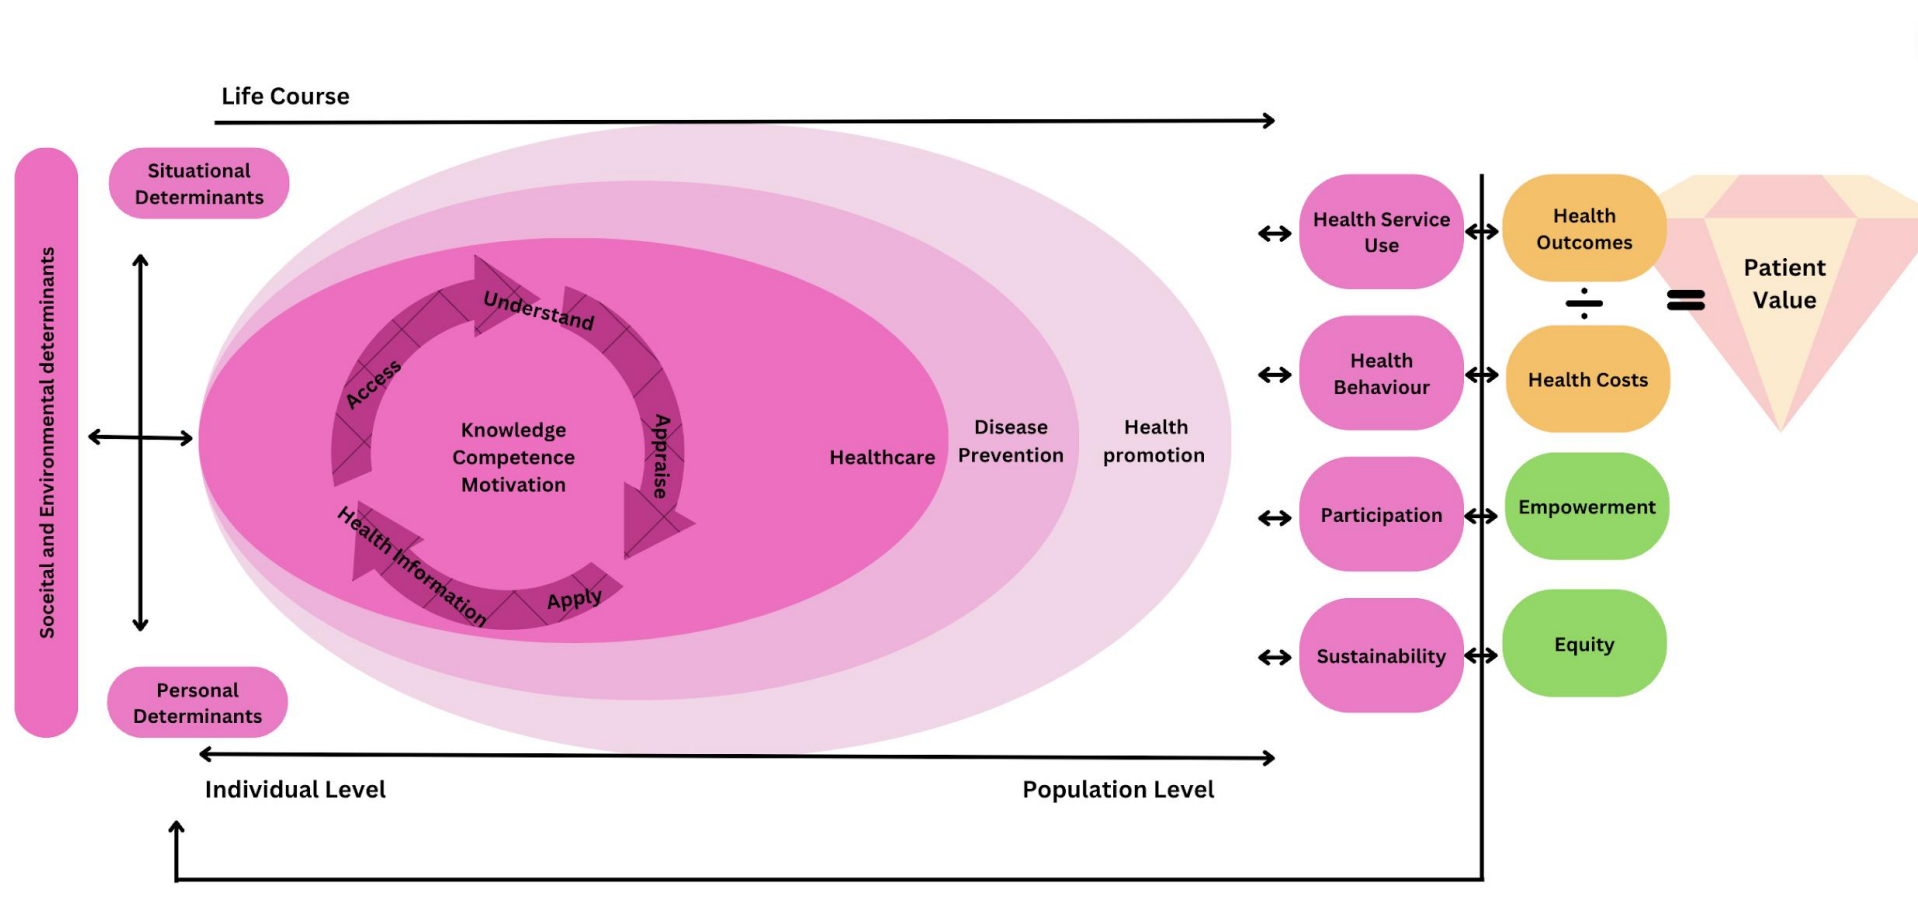 Life Course
Soceital and Environmental determinants
Situational
Determinants
Personal
Determinants
Understand
Access
Appraise
Apply
Health Information
Knowledge
Competence
Motivation
Healthcare
Disease
Prevention
Health
promotion
Individual Level
Population Level
Health Service
Use
Health
Behaviour
Participation
Sustainability
Health
Outcomes
÷
Health Costs
=
Patient
Value
Empowerment
Equity